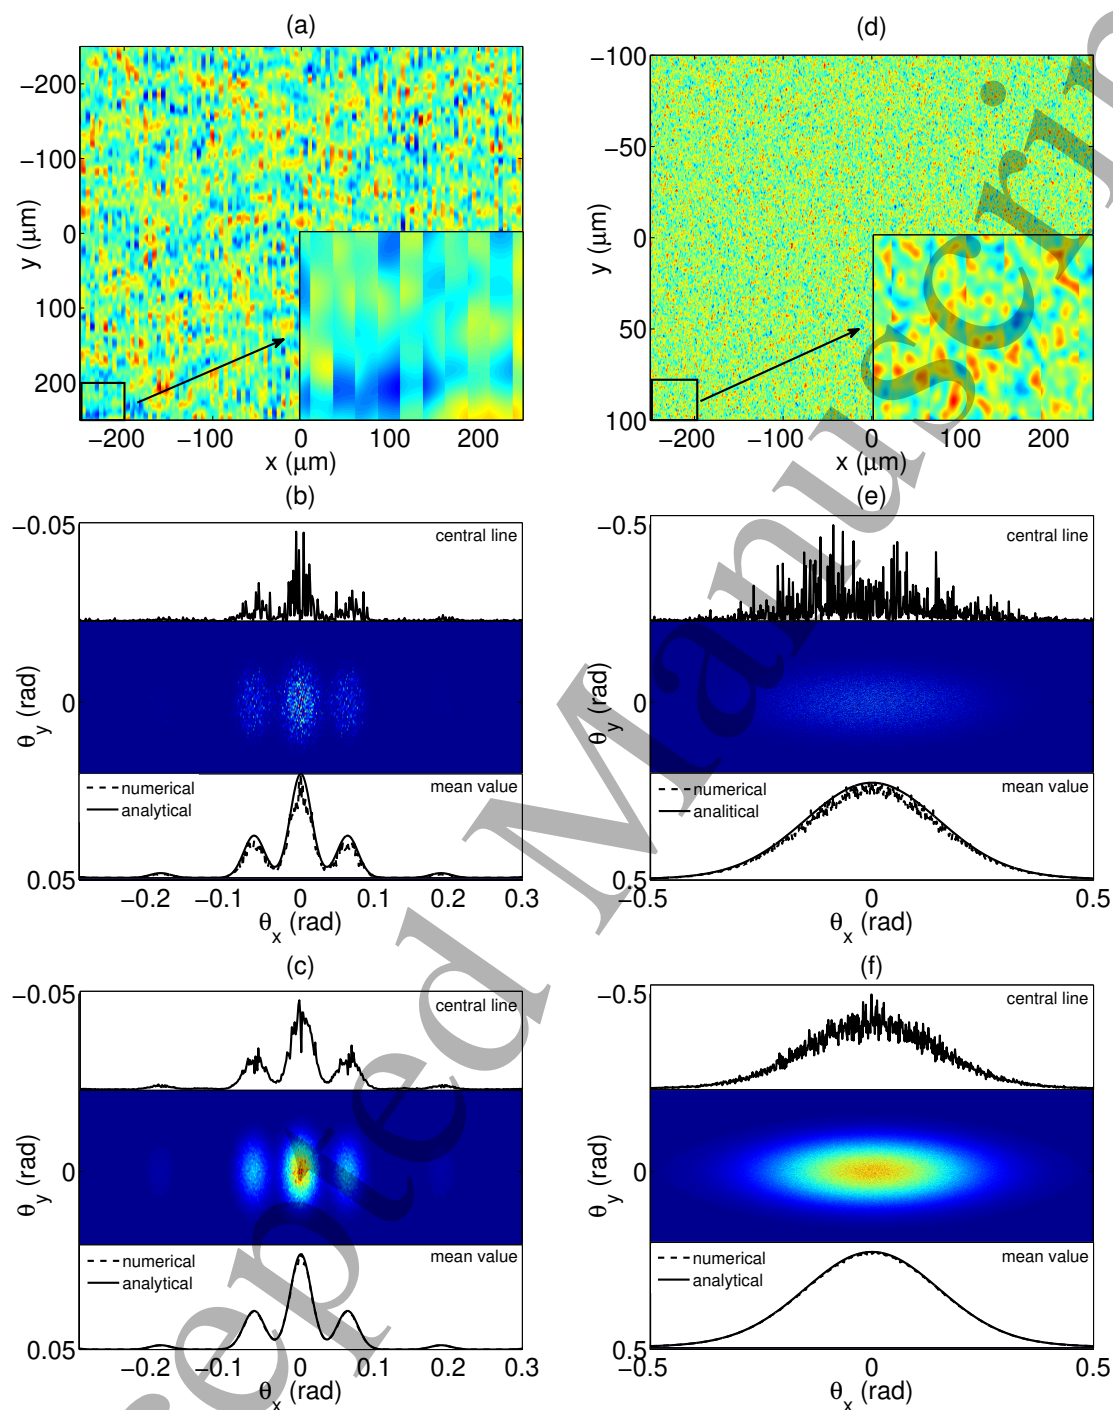 (a)
−200
−100
0
100
200
y (μm)
−200 −100 0 100 200
x (μm)
(b)
−0.05
0
0.05
θy (rad)
central line
numerical
analytical
mean value
−0.2 −0.1 0 0.1 0.2 0.3
θx (rad)
(c)
−0.05
0
0.05
θy (rad)
central line
numerical
analytical
mean value
−0.2 −0.1 0 0.1 0.2 0.3
θx (rad)
(d)
−100
−50
0
50
100
y (μm)
−200 −100 0 100 200
x (μm)
(e)
−0.5
0
0.5
θy (rad)
central line
numerical
analitical
mean value
−0.5 0 0.5
θx (rad)
(f)
−0.5
0
0.5
θy (rad)
central line
numerical
analytical
mean value
−0.5 0 0.5
θx (rad)
cepted Manuscrip